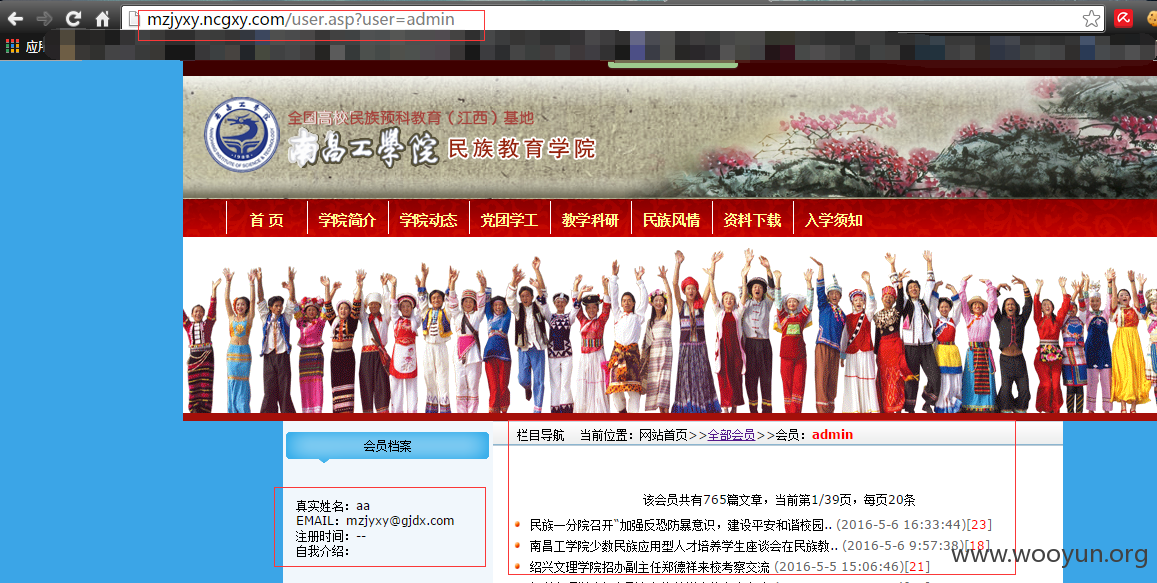 mzjyxy.ncgxy.com/user.asp?user=admin
应用
全国高校民族预科教育（江西）基地
南昌工學院 民族教育学院
首 页 学院简介 学院动态 党团学工 教学科研 民族风情 资料下载 入学须知
会员档案
真实姓名：aa
EMAIL：mzjyxy@gjdx.com
注册时间：--
自我介绍：
栏目导航 当前位置：网站首页>>全部会员>>会员：admin
该会员共有765篇文章，当前第1/39页，每页20条
民族一分院召开“加强反恐防暴意识，建设平安和谐校园.. (2016-5-6 16:33:44)[23]
南昌工学院少数民族应用型人才培养学生座谈会在民族教.. (2016-5-6 9:57:38)[18]
绍兴文理学院招办副主任郑德祥来校考察交流 (2016-5-5 15:06:46)[21]
www.wooyun.org